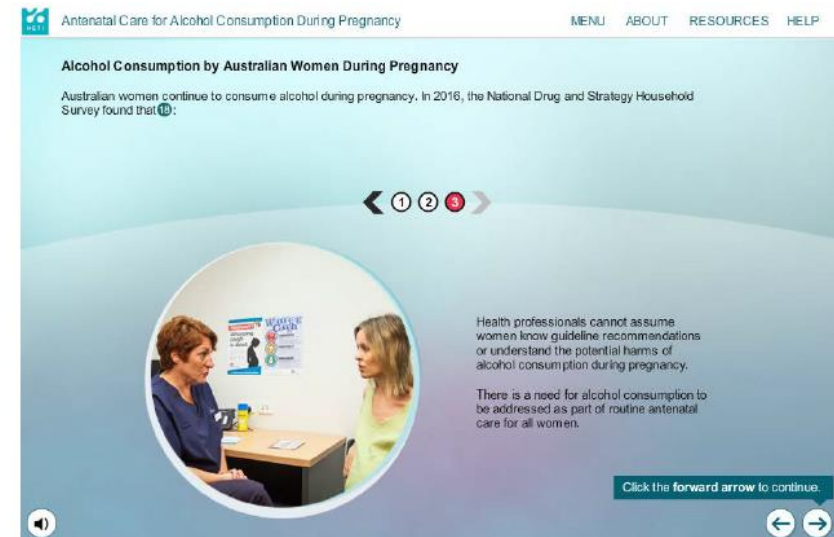 HETI
Antenatal Care for Alcohol Consumption During Pregnancy
MENU ABOUT RESOURCES HELP
Alcohol Consumption by Australian Women During Pregnancy
Australian women continue to consume alcohol during pregnancy. In 2016, the National Drug and Strategy Household
Survey found that 18:
1 2 3
Health professionals cannot assume
women know guideline recommendations
or understand the potential harms of
alcohol consumption during pregnancy.
There is a need for alcohol consumption to
be addressed as part of routine antenatal
care for all women.
Click the forward arrow to continue.